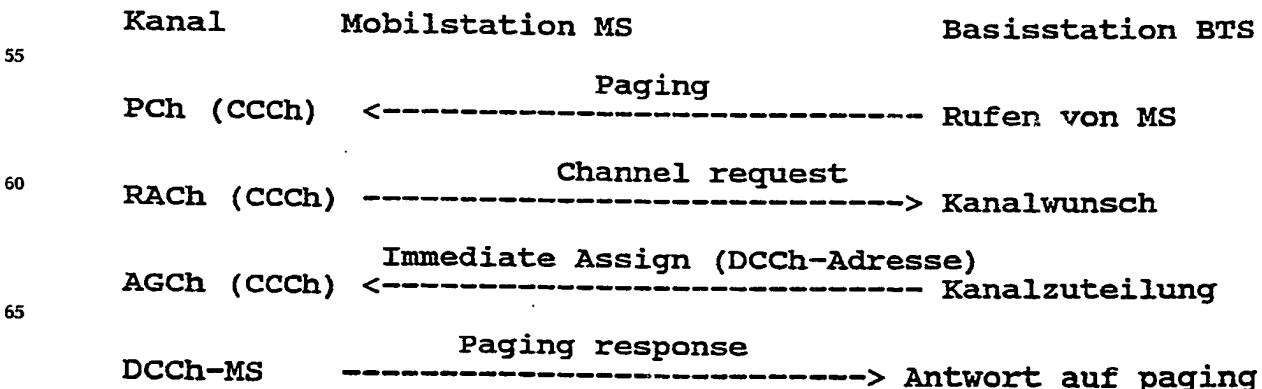 Kanal Mobilstation MS Basisstation BTS
55
Paging
PCh (CCCh) <---------------------------- Rufen von MS
60
Channel request
RACh (CCCh) ----------------------------> Kanalwunsch
Immediate Assign (DCCh-Adresse)
AGCh (CCCh) <---------------------------- Kanalzuteilung
65
Paging response
DCCh-MS ---------------------------> Antwort auf paging